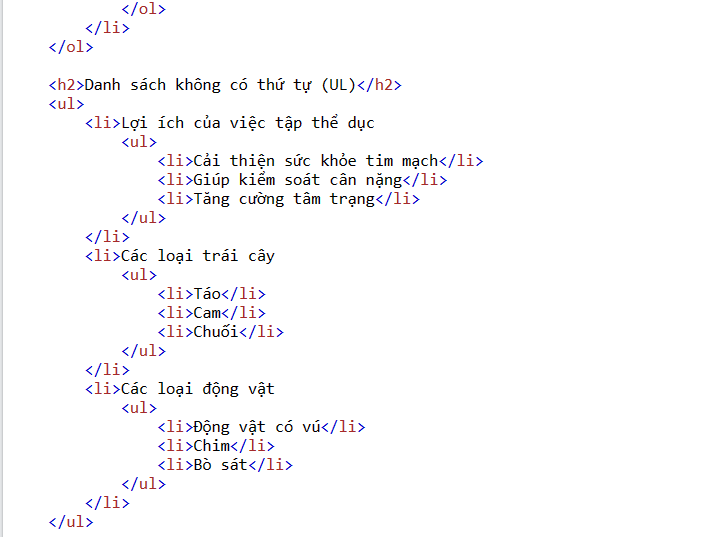 </ol>
</li>
</ol>
<h2>Danh sách không có thứ tự (UL)</h2>
<ul>
<li>Lợi ích của việc tập thể dục
<ul>
<li>Cải thiện sức khỏe tim mạch</li>
<li>Giúp kiểm soát cân nặng</li>
<li>Tăng cường tâm trạng</li>
</ul>
</li>
<li>Các loại trái cây
<ul>
<li>Táo</li>
<li>Cam</li>
<li>Chuối</li>
</ul>
</li>
<li>Các loại động vật
<ul>
<li>Động vật có vú</li>
<li>Chim</li>
<li>Bò sát</li>
</ul>
</li>
</ul>